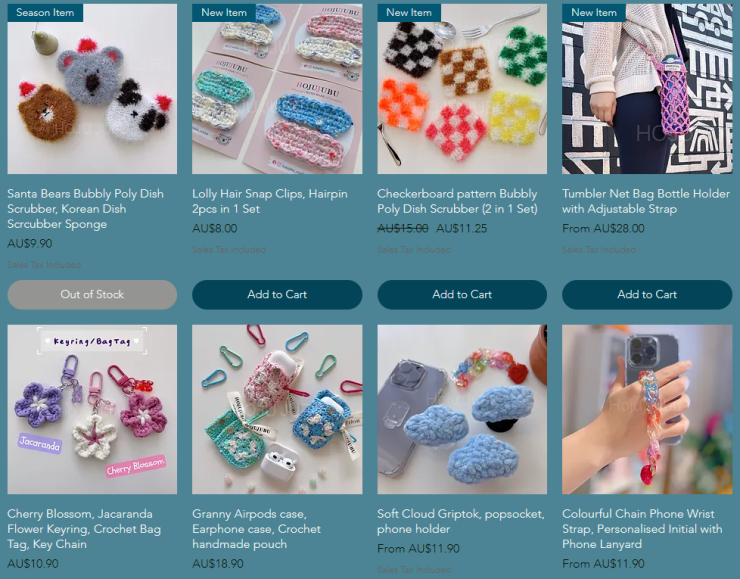 Season Item
New Item
New Item
New Item
HOJUJUBU
Santa Bears Bubbly Poly Dish
Scrubber, Korean Dish
Scrcubber Sponge
AU$9.90
Sales Tax Included
Lolly Hair Snap Clips, Hairpin
2pcs in 1 Set
AU$8.00
Sales Tax Included
Checkerboard pattern Bubbly
Poly Dish Scrubber (2 in 1 Set)
AU$15.00 AU$11.25
Sales Tax Included
Tumbler Net Bag Bottle Holder
with Adjustable Strap
From AU$28.00
Sales Tax Included
Out of Stock
Add to Cart
Add to Cart
Add to Cart
Keyring/BagTag
Jacaranda
Cherry Blossom
Cherry Blossom, Jacaranda
Flower Keyring, Crochet Bag
Tag, Key Chain
AU$10.90
Granny Airpods case,
Earphone case, Crochet
handmade pouch
AU$18.90
Soft Cloud Griptok, popsocket,
phone holder
From AU$11.90
Sales Tax Included
Colourful Chain Phone Wrist
Strap, Personalised Initial with
Phone Lanyard
From AU$11.90